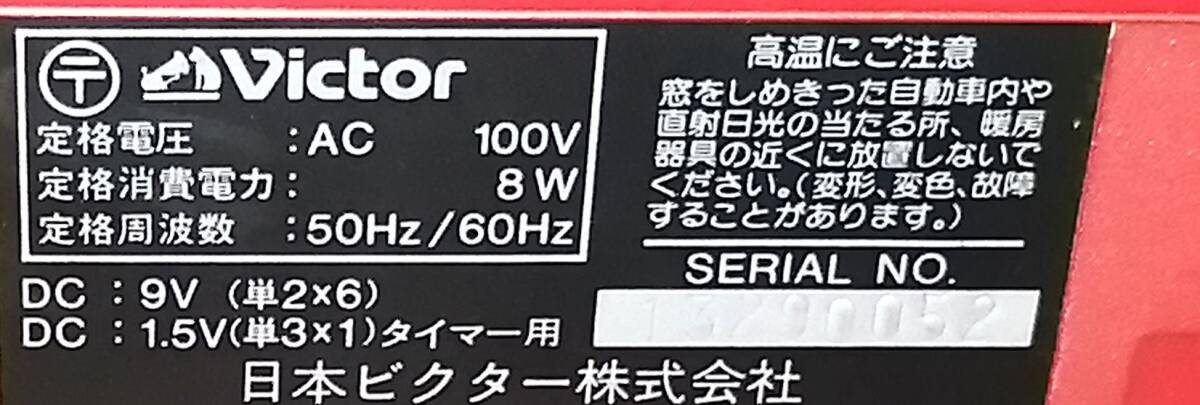 〒 Victor
定格電圧 :AC 100V
定格消費電力: 8W
定格周波数 :50Hz/60Hz
DC : 9V (単2×6)
DC : 1.5V(単3×1)タイマー用
高温にご注意
窓をしめきった自動車内や
直射日光の当たる所、暖房
器具の近くに放置しないで
ください。(変形、変色、故障
することがあります。)
SERIAL NO.
13290052
日本ビクター株式会社